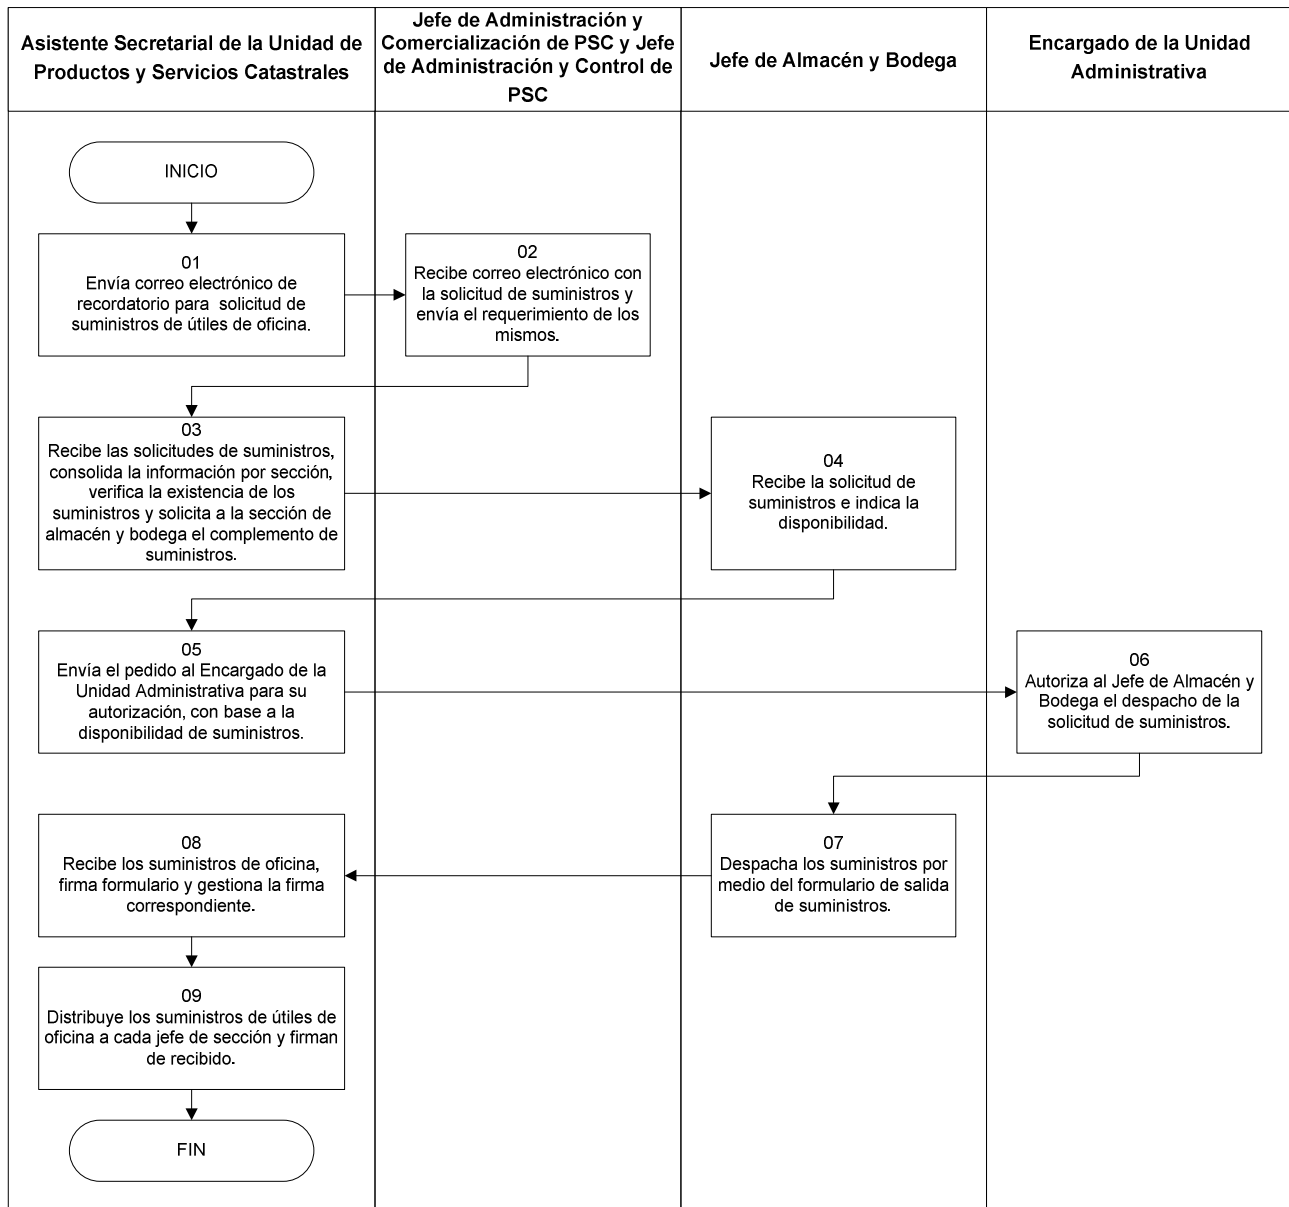 Asistente Secretarial de la Unidad de
Productos y Servicios Catastrales
Jefe de Administración y
Comercialización de PSC y Jefe
de Administración y Control de
PSC
Jefe de Almacén y Bodega
Encargado de la Unidad
Administrativa
INICIO
01
Envía correo electrónico de
recordatorio para solicitud de
suministros de útiles de oficina.
02
Recibe correo electrónico con
la solicitud de suministros y
envía el requerimiento de los
mismos.
03
Recibe las solicitudes de suministros,
consolida la información por sección,
verifica la existencia de los
suministros y solicita a la sección de
almacén y bodega el complemento de
suministros.
04
Recibe la solicitud de
suministros e indica la
disponibilidad.
05
Envía el pedido al Encargado de la
Unidad Administrativa para su
autorización, con base a la
disponibilidad de suministros.
06
Autoriza al Jefe de Almacén y
Bodega el despacho de la
solicitud de suministros.
07
Despacha los suministros por
medio del formulario de salida
de suministros.
08
Recibe los suministros de oficina,
firma formulario y gestiona la firma
correspondiente.
09
Distribuye los suministros de útiles de
oficina a cada jefe de sección y firman
de recibido.
FIN